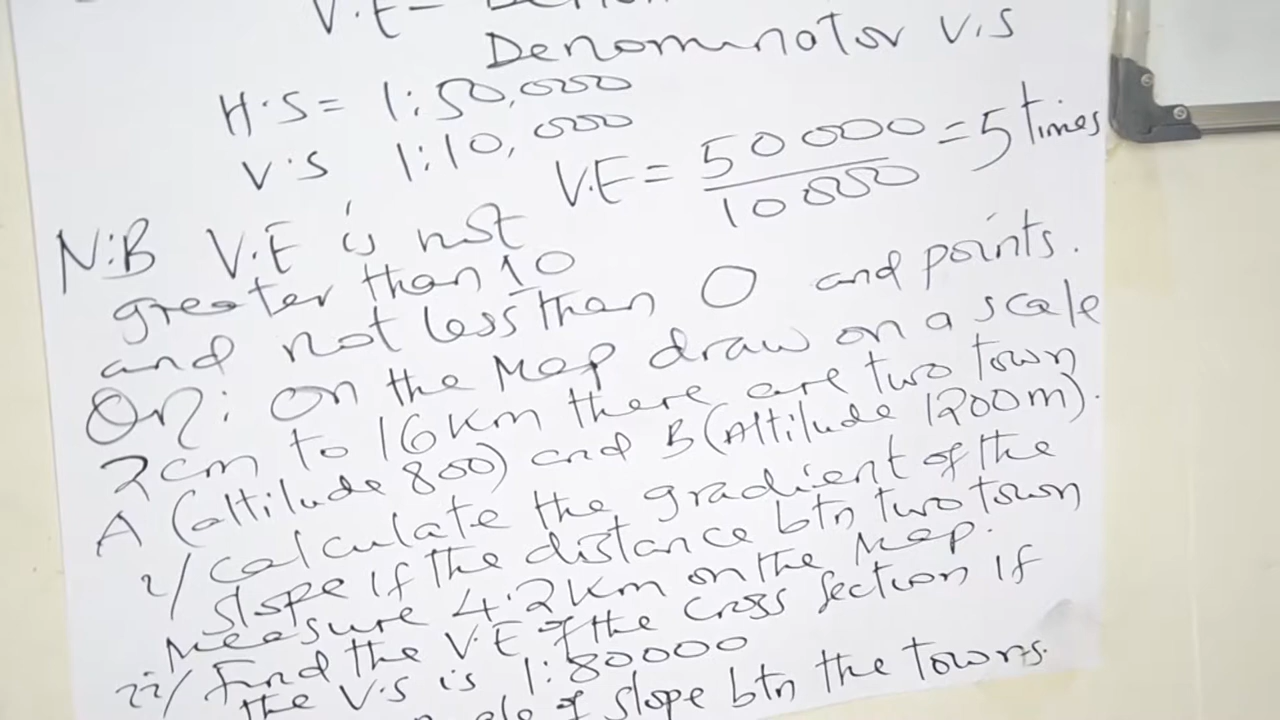 V.E =
Denominator V.S
H.S = 1:50,000
V.S 1:10,000
V.E = 50000/10000 = 5 times
N:B V.E is not
greater than 10
and not less than 0 and points.
Qn: on the Map draw on a scale
2cm to 16Km there are two town
A (altitude 800) and B (Altitude 1200m).
i/ calculate the gradient of the
slope if the distance btn two town
Measure 4.2Km on the Map.
ii/ Find the V.E of the cross section if
the V.S is 1:80000
of slope btn the towns.